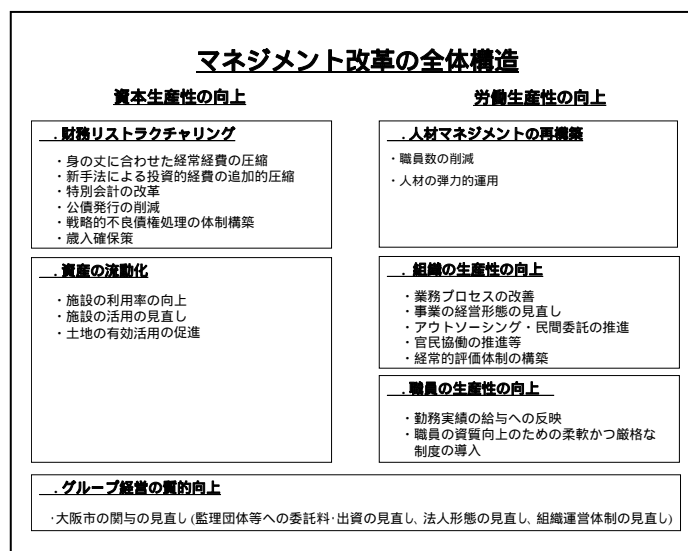 マネジメント改革の全体構造
資本生産性の向上
.財務リストラクチャリング
・身の丈に合わせた経常経費の圧縮
・新手法による投資的経費の追加的圧縮
・特別会計の改革
・公債発行の削減
・戦略的不良債権処理の体制構築
・歳入確保策
.資産の流動化
・施設の利用率の向上
・施設の活用の見直し
・土地の有効活用の促進
労働生産性の向上
.人材マネジメントの再構築
・職員数の削減
・人材の弾力的運用
.組織の生産性の向上
・業務プロセスの改善
・事業の経営形態の見直し
・アウトソーシング・民間委託の推進
・官民協働の推進等
・経常的評価体制の構築
.職員の生産性の向上
・勤務実績の給与への反映
・職員の資質向上のための柔軟かつ厳格な
制度の導入
.グループ経営の質的向上
・大阪市の関与の見直し(監理団体等への委託料・出資の見直し、法人形態の見直し、組織運営体制の見直し)